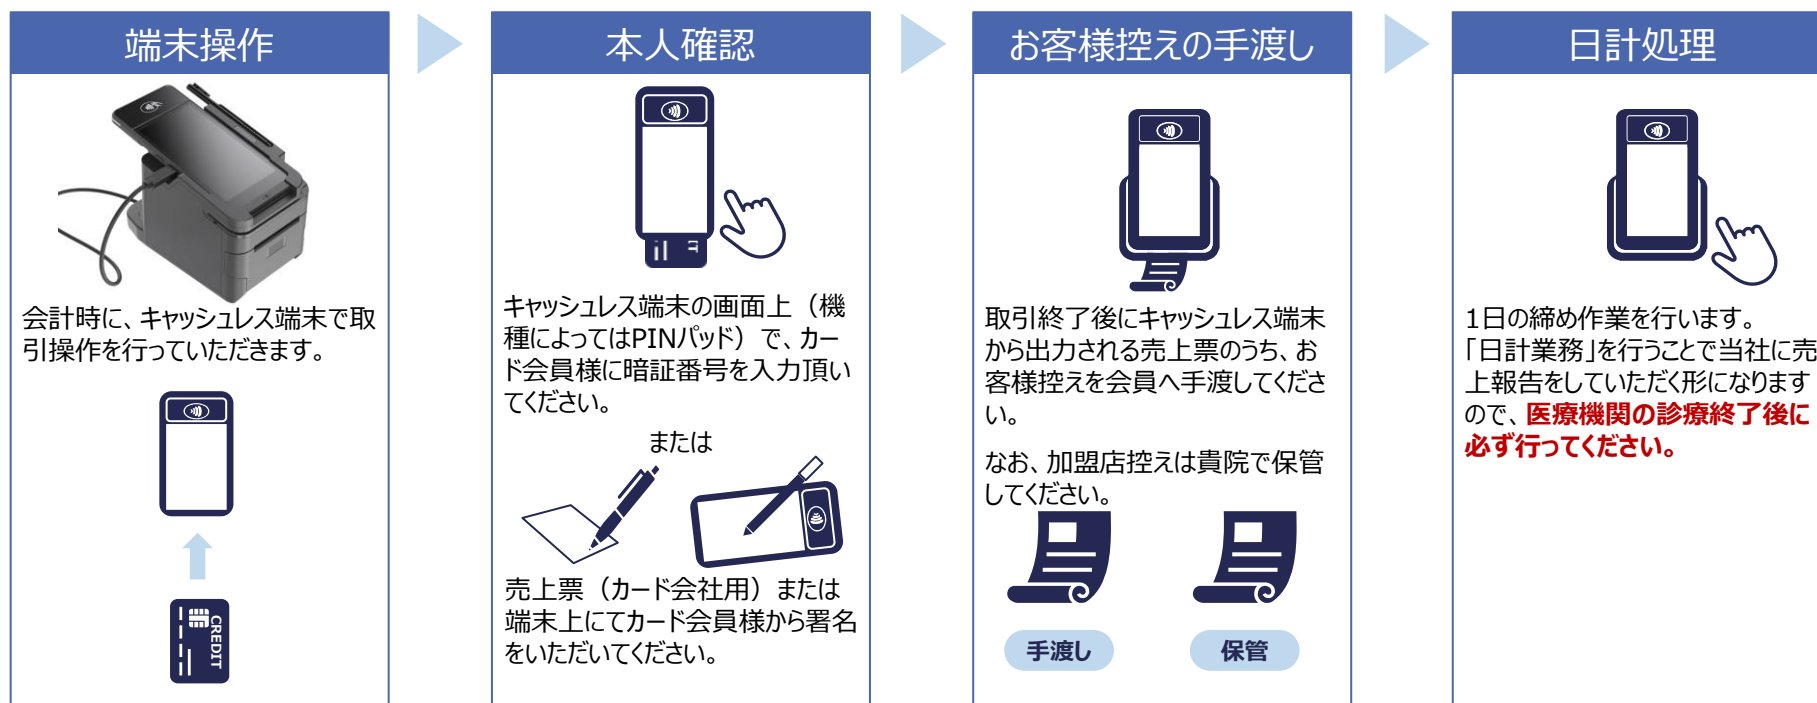 端末操作
会計時に、キャッシュレス端末で取
引操作を行っていただきます。
CREDIT
本人確認
キャッシュレス端末の画面上（機
種によってはPINパッド）で、カー
ド会員様に暗証番号を入力頂い
てください。
または
売上票（カード会社用）または
端末上にてカード会員様から署名
をいただいてください。
お客様控えの手渡し
取引終了後にキャッシュレス端末
から出力される売上票のうち、お
客様控えを会員へ手渡してくださ
い。
なお、加盟店控えは貴院で保管
してください。
手渡し
保管
日計処理
1日の締め作業を行います。
「日計業務」を行うことで当社に売
上報告をしていただく形になります
ので、医療機関の診療終了後に
必ず行ってください。